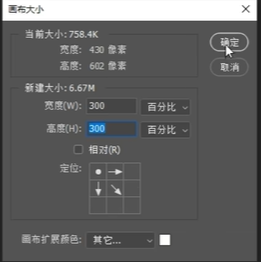 画布大小
当前大小: 758.4K
宽度: 430 像素
高度: 602 像素
确定
取消
新建大小: 6.67M
宽度(W): 300 百分比
高度(H): 300 百分比
相对(R)
定位:
画布扩展颜色: 其它...